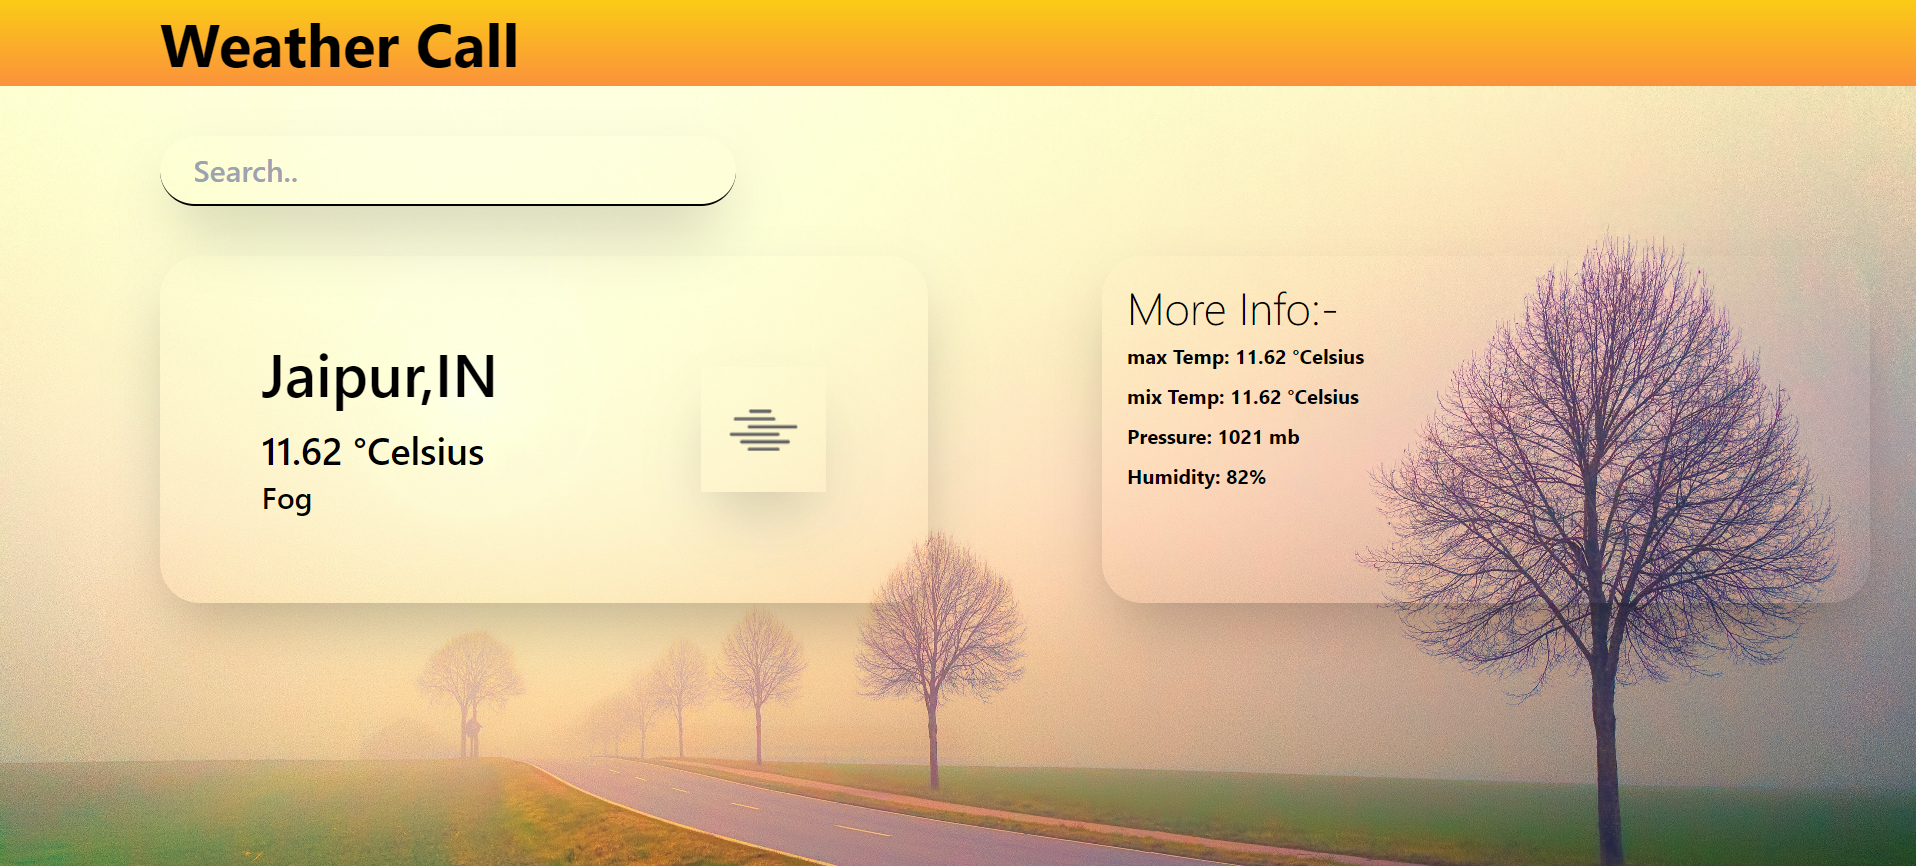 Weather Call
Search..
Jaipur,IN
11.62 °Celsius
Fog
More Info:-
max Temp: 11.62 °Celsius
mix Temp: 11.62 °Celsius
Pressure: 1021 mb
Humidity: 82%